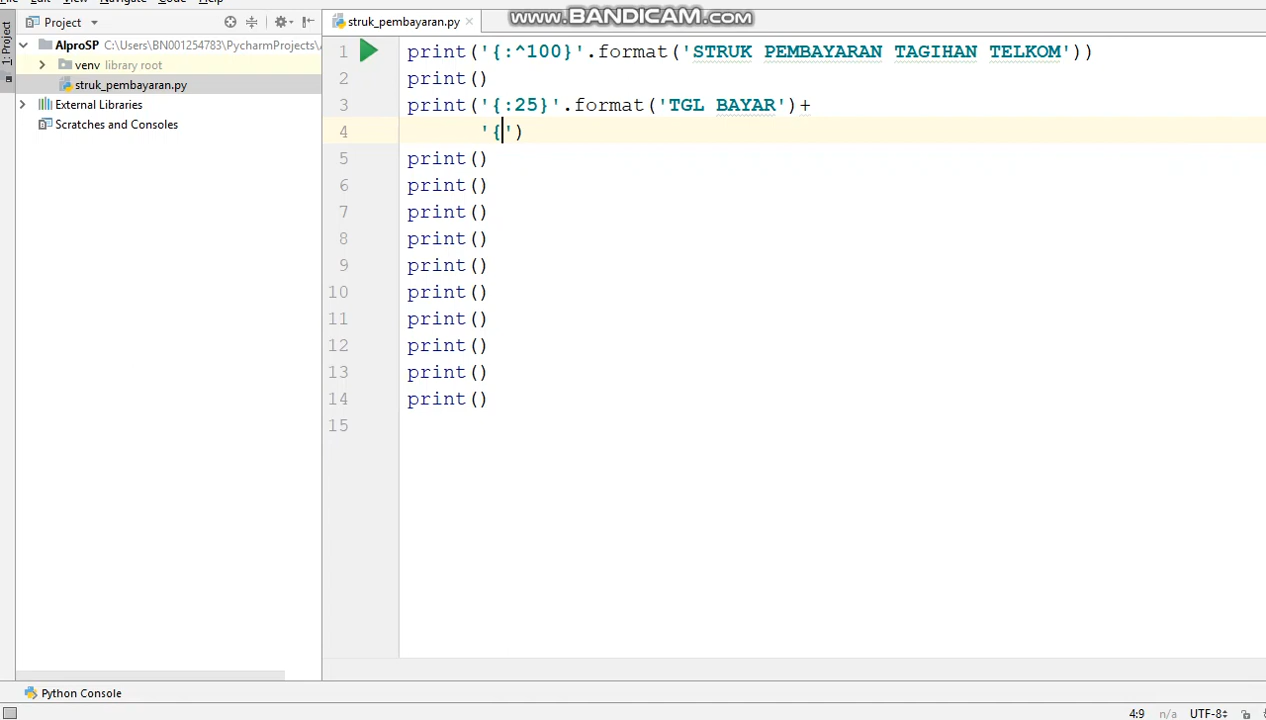 www.BANDICAM.com
Project
struk_pembayaran.py
1: Project
AlproSP C:\Users\BN001254783\PycharmProjects\
venv library root
struk_pembayaran.py
External Libraries
Scratches and Consoles
1 print('{:^100}'.format('STRUK PEMBAYARAN TAGIHAN TELKOM'))
2 print()
3 print('{:25}'.format('TGL BAYAR')+
4 '{')
5 print()
6 print()
7 print()
8 print()
9 print()
10 print()
11 print()
12 print()
13 print()
14 print()
15
Python Console
4:9 n/a UTF-8